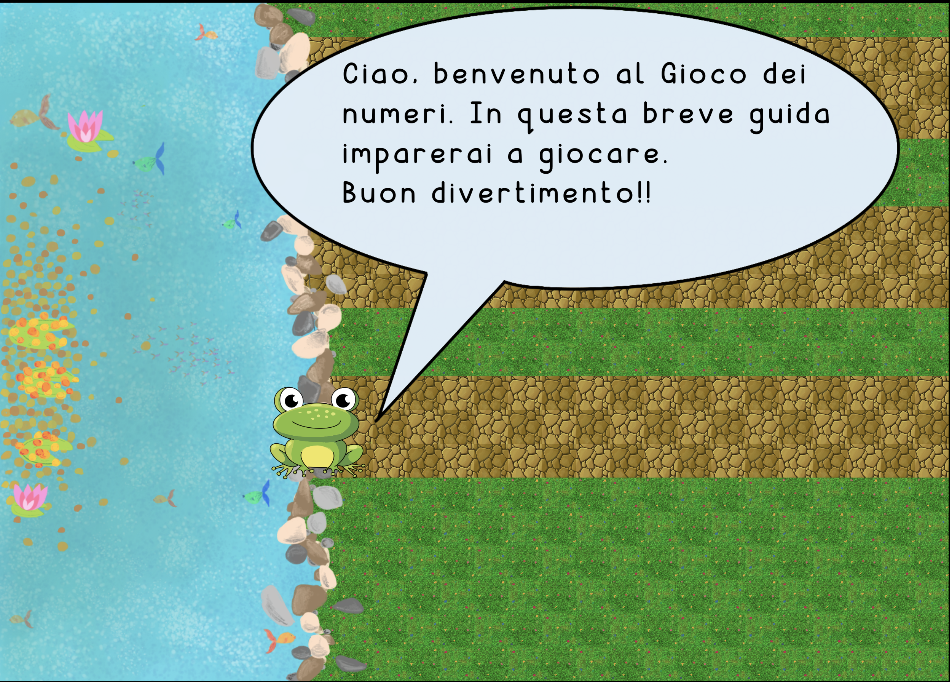 Ciao, benvenuto al Gioco dei
numeri. In questa breve guida
imparerai a giocare.
Buon divertimento!!